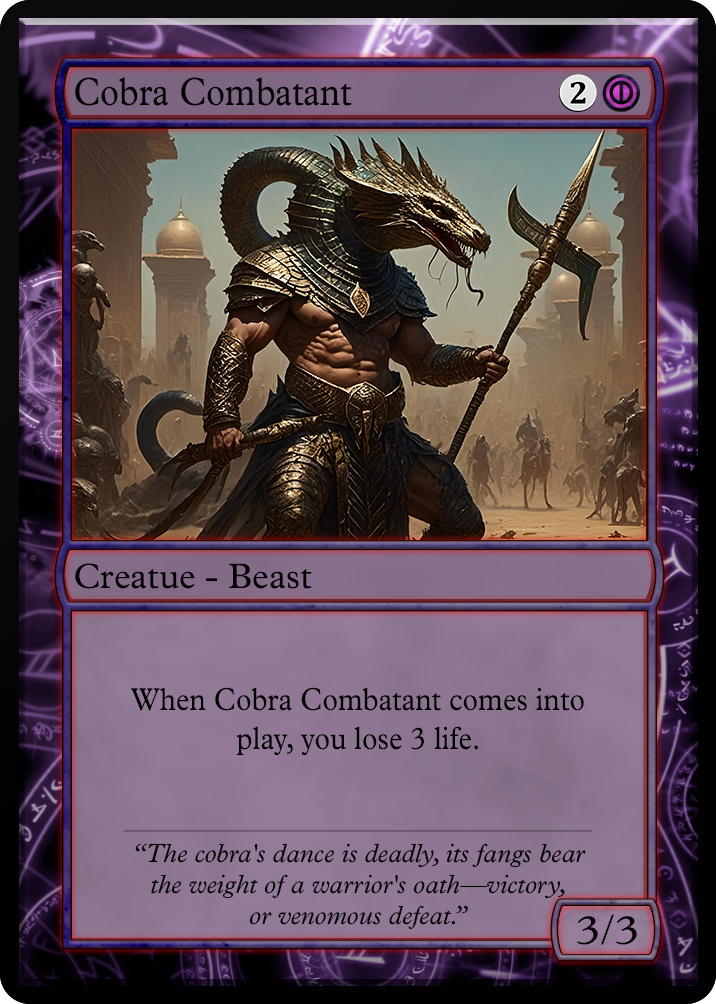 Cobra Combatant 2
Creatue - Beast
When Cobra Combatant comes into
play, you lose 3 life.
“The cobra's dance is deadly, its fangs bear
the weight of a warrior's oath—victory,
or venomous defeat.”
3/3